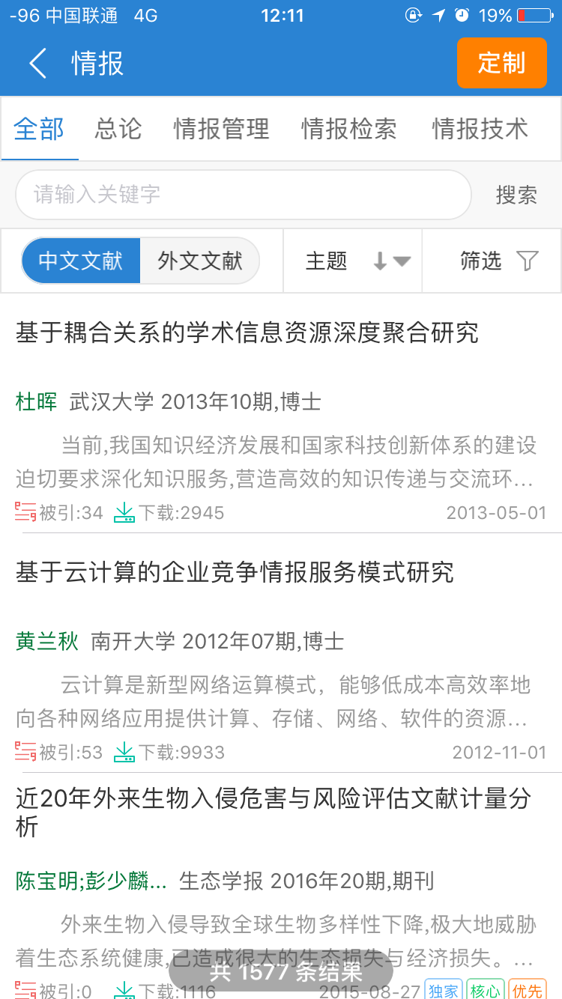 -96 中国联通 4G 12:11 19%
情报 定制
全部 总论 情报管理 情报检索 情报技术
请输入关键字 搜索
中文文献 外文文献 主题 筛选
基于耦合关系的学术信息资源深度聚合研究
杜晖 武汉大学 2013年10期,博士
当前,我国知识经济发展和国家科技创新体系的建设
迫切要求深化知识服务,营造高效的知识传递与交流环...
被引:34 下载:2945 2013-05-01
基于云计算的企业竞争情报服务模式研究
黄兰秋 南开大学 2012年07期,博士
云计算是新型网络运算模式，能够低成本高效率地
向各种网络应用提供计算、存储、网络、软件的资源...
被引:53 下载:9933 2012-11-01
近20年外来生物入侵危害与风险评估文献计量分
析
陈宝明;彭少麟... 生态学报 2016年20期,期刊
外来生物入侵导致全球生物多样性下降,极大地威胁
着生态系统健康,已造成很大的生态损失与经济损失。...
共 1577 条结果
被引:0 下载:1116 2015-08-27 独家 核心 优先